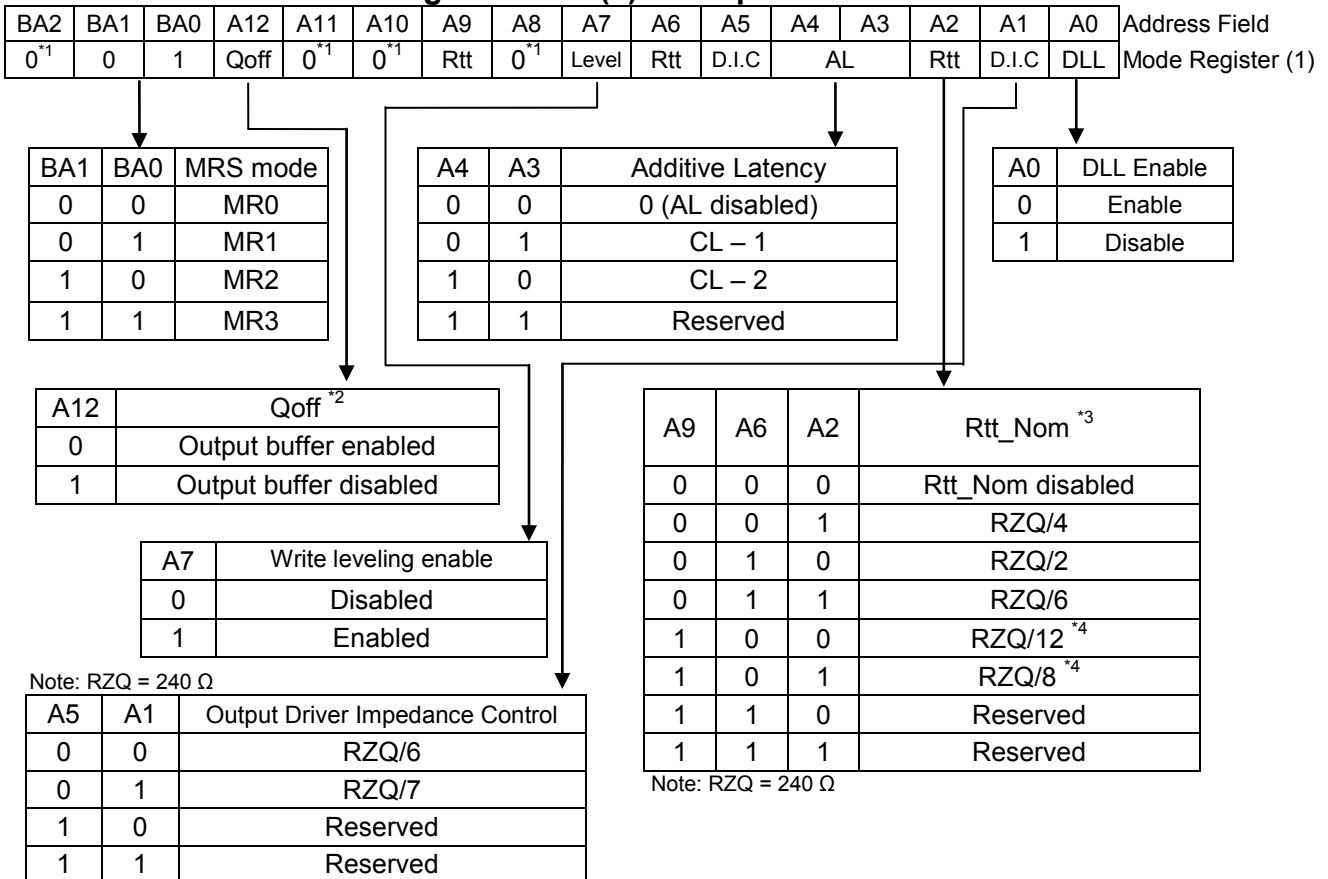 BA2 BA1 BA0 A12 A11 A10 A9 A8 A7 A6 A5 A4 A3 A2 A1 A0 Address Field
0*1 0 1 Qoff 0*1 0*1 Rtt 0*1 Level Rtt D.I.C AL Rtt D.I.C DLL Mode Register (1)
BA1 BA0 MRS mode
0 0 MR0
0 1 MR1
1 0 MR2
1 1 MR3
A4 A3 Additive Latency
0 0 0 (AL disabled)
0 1 CL – 1
1 0 CL – 2
1 1 Reserved
A0 DLL Enable
0 Enable
1 Disable
A12 Qoff *2
0 Output buffer enabled
1 Output buffer disabled
A9 A6 A2 Rtt_Nom *3
0 0 0 Rtt_Nom disabled
0 0 1 RZQ/4
0 1 0 RZQ/2
0 1 1 RZQ/6
1 0 0 RZQ/12 *4
1 0 1 RZQ/8 *4
1 1 0 Reserved
1 1 1 Reserved
Note: RZQ = 240 Ω
A7 Write leveling enable
0 Disabled
1 Enabled
Note: RZQ = 240 Ω
A5 A1 Output Driver Impedance Control
0 0 RZQ/6
0 1 RZQ/7
1 0 Reserved
1 1 Reserved